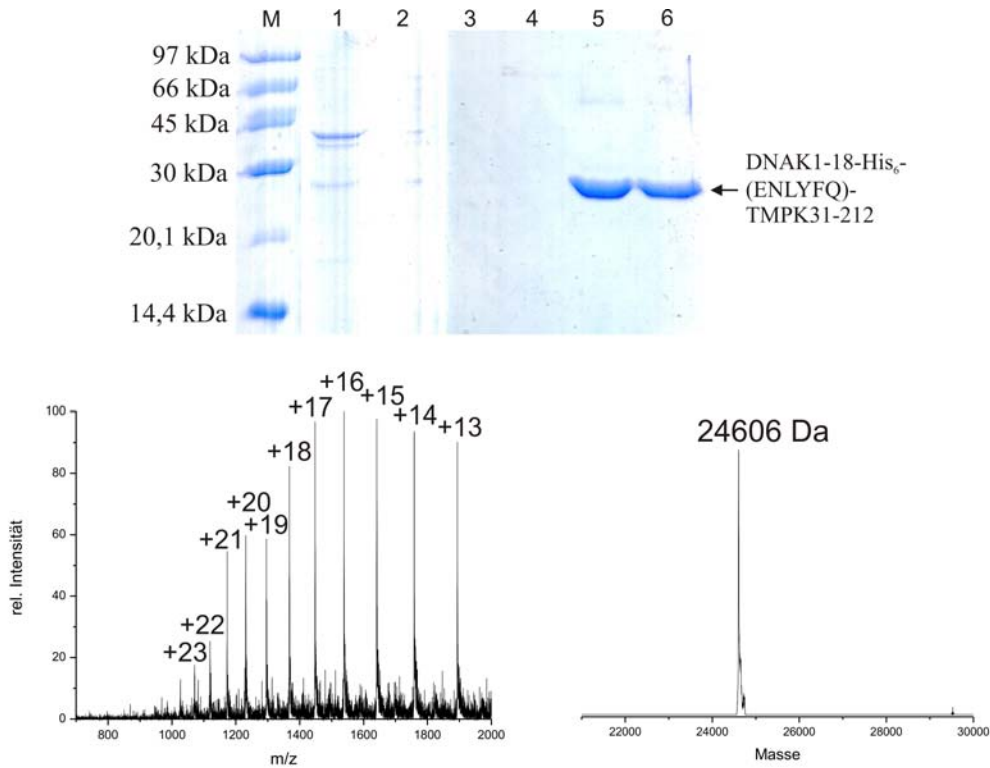 M 1 2 3 4 5 6
97 kDa
66 kDa
45 kDa
30 kDa
20,1 kDa
14,4 kDa
DNAK1-18-His₆-
(ENLYFQ)-
TMPK31-212
+16
+15
+17
+14
+13
+18
+20
+19
+21
+22
+23
100
80
60
40
20
0
rel. Intensität
800 1000 1200 1400 1600 1800 2000
m/z
24606 Da
22000 24000 26000 28000 30000
Masse